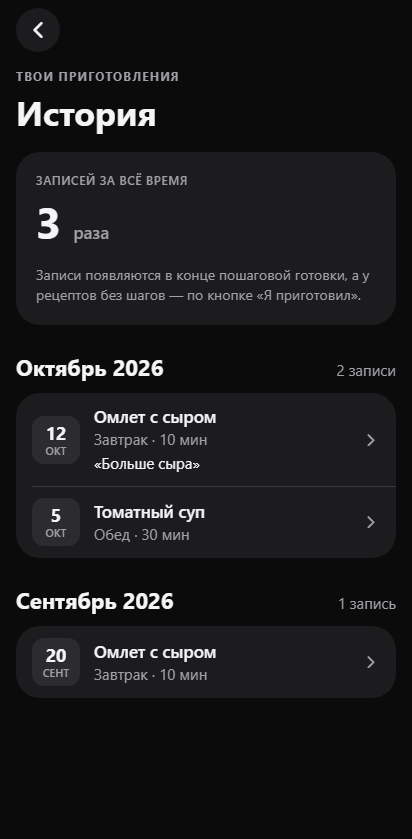 ТВОИ ПРИГОТОВЛЕНИЯ
История
ЗАПИСЕЙ ЗА ВСЁ ВРЕМЯ
3 раза
Записи появляются в конце пошаговой готовки, а у
рецептов без шагов — по кнопке «Я приготовил».
Октябрь 2026
2 записи
12
ОКТ
Омлет с сыром
Завтрак · 10 мин
«Больше сыра»
5
ОКТ
Томатный суп
Обед · 30 мин
Сентябрь 2026
1 запись
20
СЕНТ
Омлет с сыром
Завтрак · 10 мин